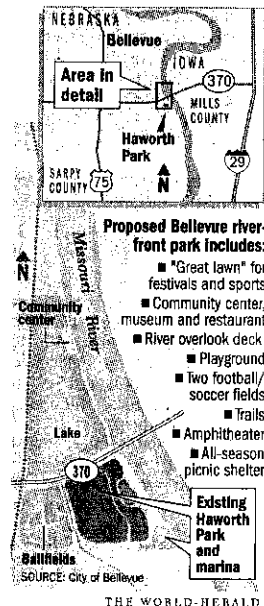 NEBRASKA
Bellevue
IOWA
Area in
detail
370
MILLS
COUNTY
Haworth
Park
SARPY
COUNTY
75
N
29
Proposed Bellevue river-
front park includes:
■ "Great lawn" for
festivals and sports
■ Community center,
museum and restaurant
■ River overlook deck
■ Playground
■ Two football/
soccer fields
■ Trails
■ Amphitheater
■ All-season
picnic shelter
N
Missouri
River
Community
center
Lake
370
Existing
Haworth
Park
and
marina
Ballfields
SOURCE: City of Bellevue
THE WORLD-HERALD